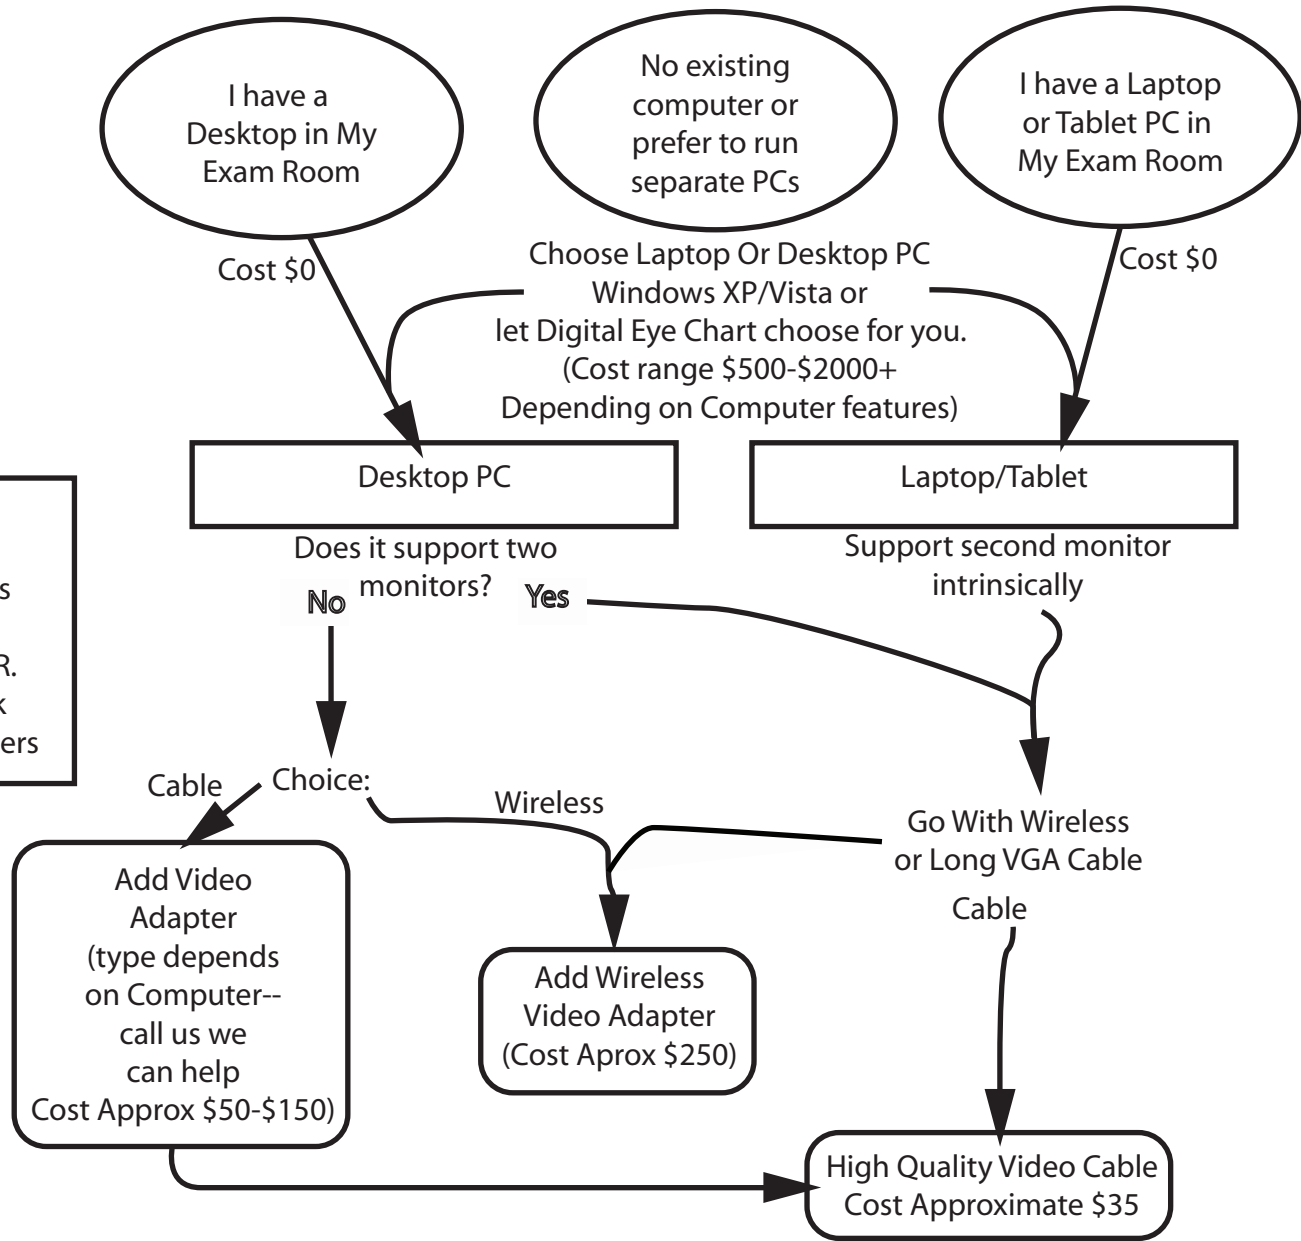 I have a
Desktop in My
Exam Room
No existing
computer or
prefer to run
separate PCs
I have a Laptop
or Tablet PC in
My Exam Room
Cost $0
Choose Laptop Or Desktop PC
Windows XP/Vista or
let Digital Eye Chart choose for you.
(Cost range $500-$2000+
Depending on Computer features)
Cost $0
Desktop PC
Laptop/Tablet
Does it support two
monitors?
No
Yes
Support second monitor
intrinsically
s
R.
k
ers
Cable
Choice:
Wireless
Go With Wireless
or Long VGA Cable
Cable
Add Video
Adapter
(type depends
on Computer--
call us we
can help
Cost Approx $50-$150)
Add Wireless
Video Adapter
(Cost Aprox $250)
High Quality Video Cable
Cost Approximate $35